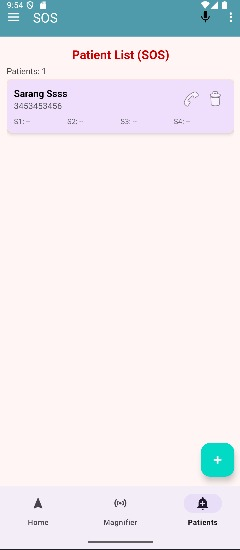 9:54
SOS
Patient List (SOS)
Patients: 1
Sarang Ssss
3453453456
S1: -- S2: -- S3: -- S4: --
+
Home Magnifier Patients